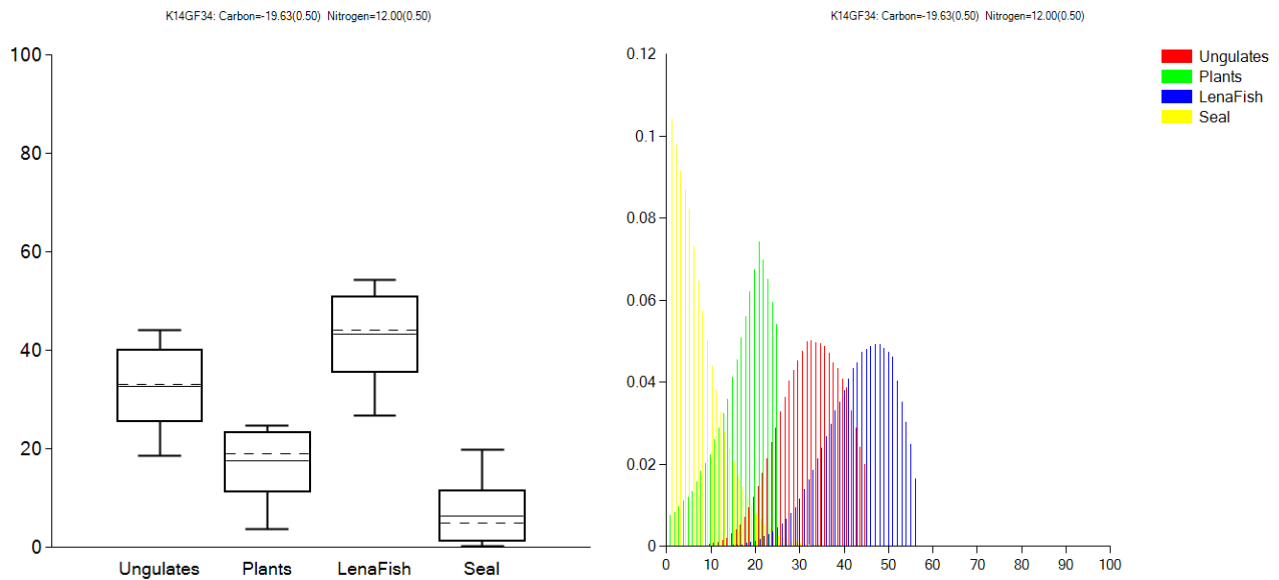 K14GF34: Carbon=-19.63(0.50) Nitrogen=12.00(0.50)
100
80
60
40
20
0
Ungulates Plants LenaFish Seal
K14GF34: Carbon=-19.63(0.50) Nitrogen=12.00(0.50)
0.12
0.1
0.08
0.06
0.04
0.02
0
0 10 20 30 40 50 60 70 80 90 100
Ungulates
Plants
LenaFish
Seal